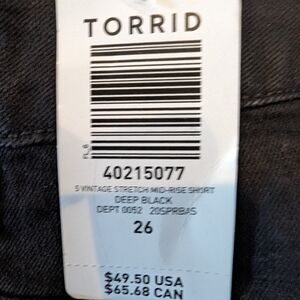 TORRID
FL8
40215077
5 VINTAGE STRETCH MID-RISE SHORT
DEEP BLACK
DEPT 0052 20SPRBAS
26
$49.50 USA
$65.68 CAN